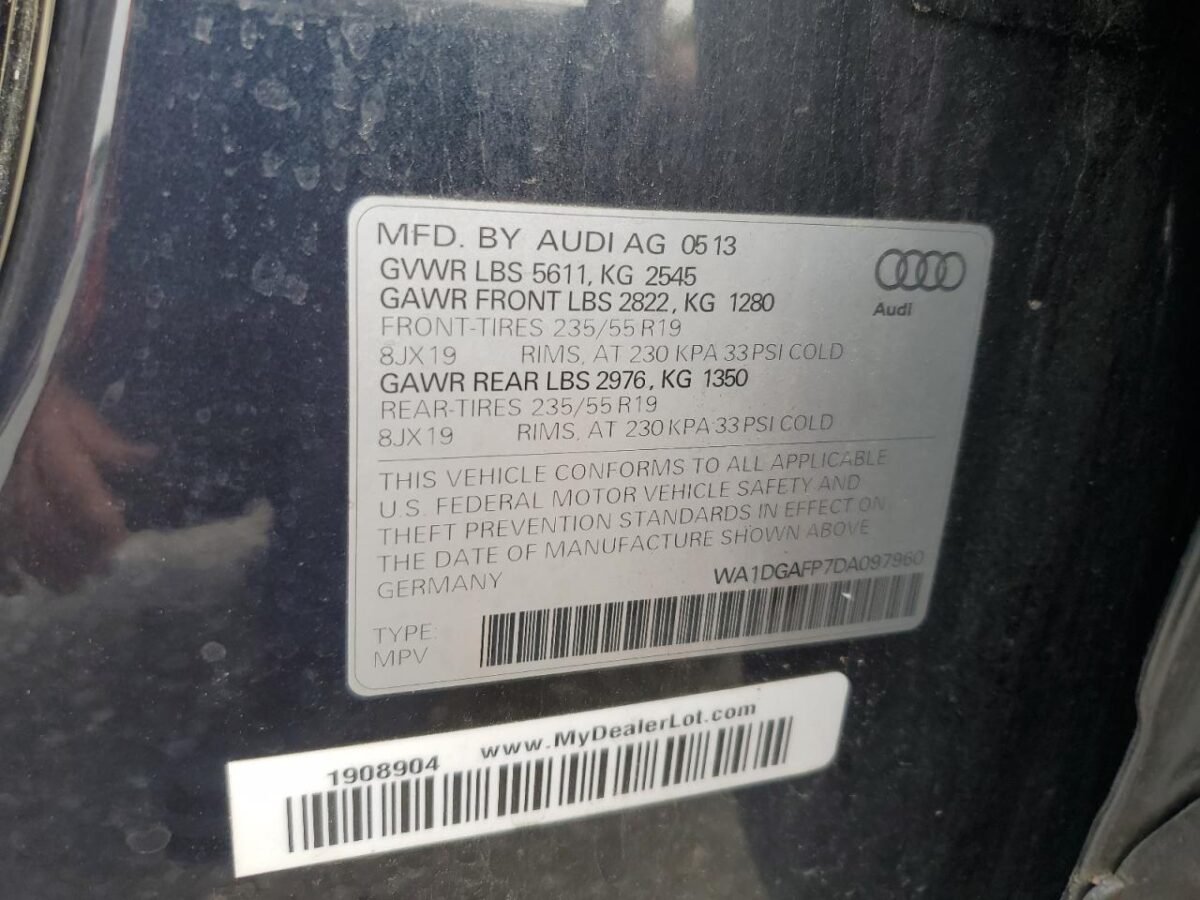 MFD. BY AUDI AG 05 13
GVWR LBS 5611, KG 2545
GAWR FRONT LBS 2822, KG 1280
FRONT-TIRES 235/55 R19
8JX19 RIMS, AT 230 KPA 33 PSI COLD
GAWR REAR LBS 2976, KG 1350
REAR-TIRES 235/55 R19
8JX19 RIMS, AT 230 KPA 33 PSI COLD
Audi
THIS VEHICLE CONFORMS TO ALL APPLICABLE
U.S. FEDERAL MOTOR VEHICLE SAFETY AND
THEFT PREVENTION STANDARDS IN EFFECT ON
THE DATE OF MANUFACTURE SHOWN ABOVE
GERMANY WA1DGAFP7DA097960
TYPE:
MPV
1908904 www.MyDealerLot.com